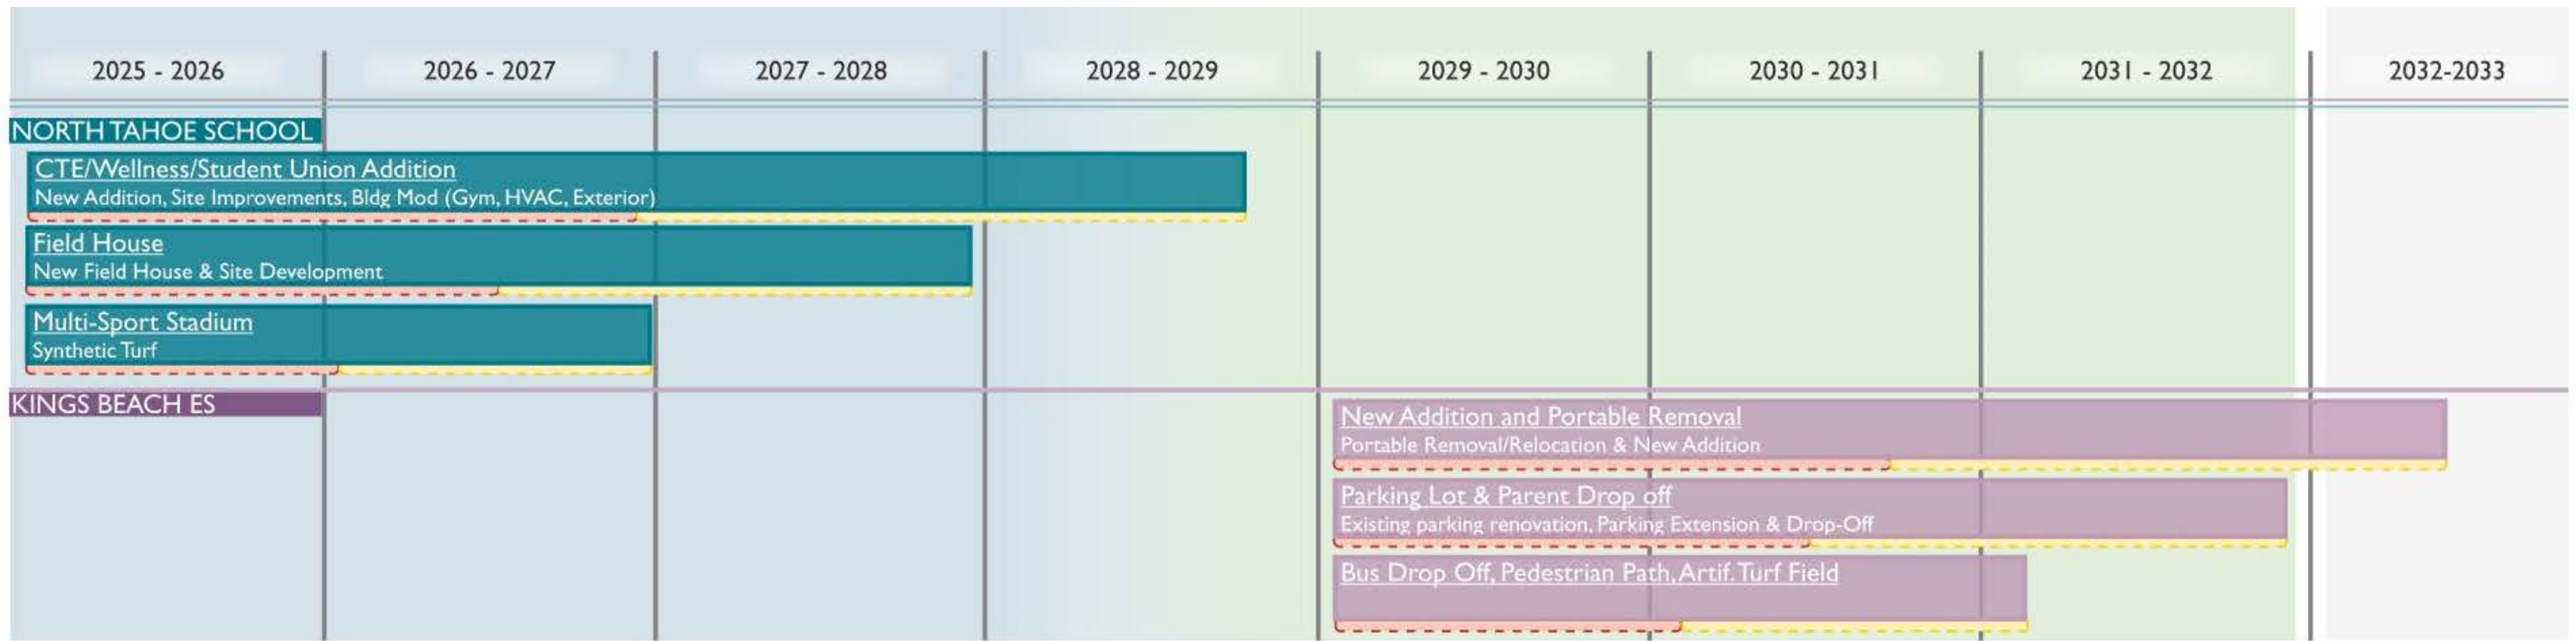 2025 - 2026 2026 - 2027 2027 - 2028 2028 - 2029 2029 - 2030 2030 - 2031 2031 - 2032 2032-2033
NORTH TAHOE SCHOOL
CTE/Wellness/Student Union Addition
New Addition, Site Improvements, Bldg Mod (Gym, HVAC, Exterior)
Field House
New Field House & Site Development
Multi-Sport Stadium
Synthetic Turf
KINGS BEACH ES
New Addition and Portable Removal
Portable Removal/Relocation & New Addition
Parking Lot & Parent Drop off
Existing parking renovation, Parking Extension & Drop-Off
Bus Drop Off, Pedestrian Path, Artif. Turf Field